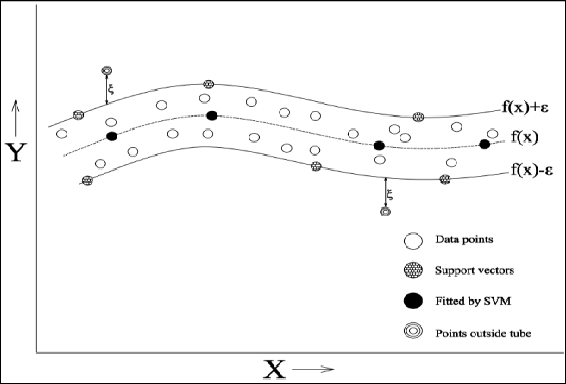 ξ
f(x)+ε
f(x)
Y
f(x)-ε
ξ
Data points
Support vectors
Fitted by SVM
Points outside tube
X